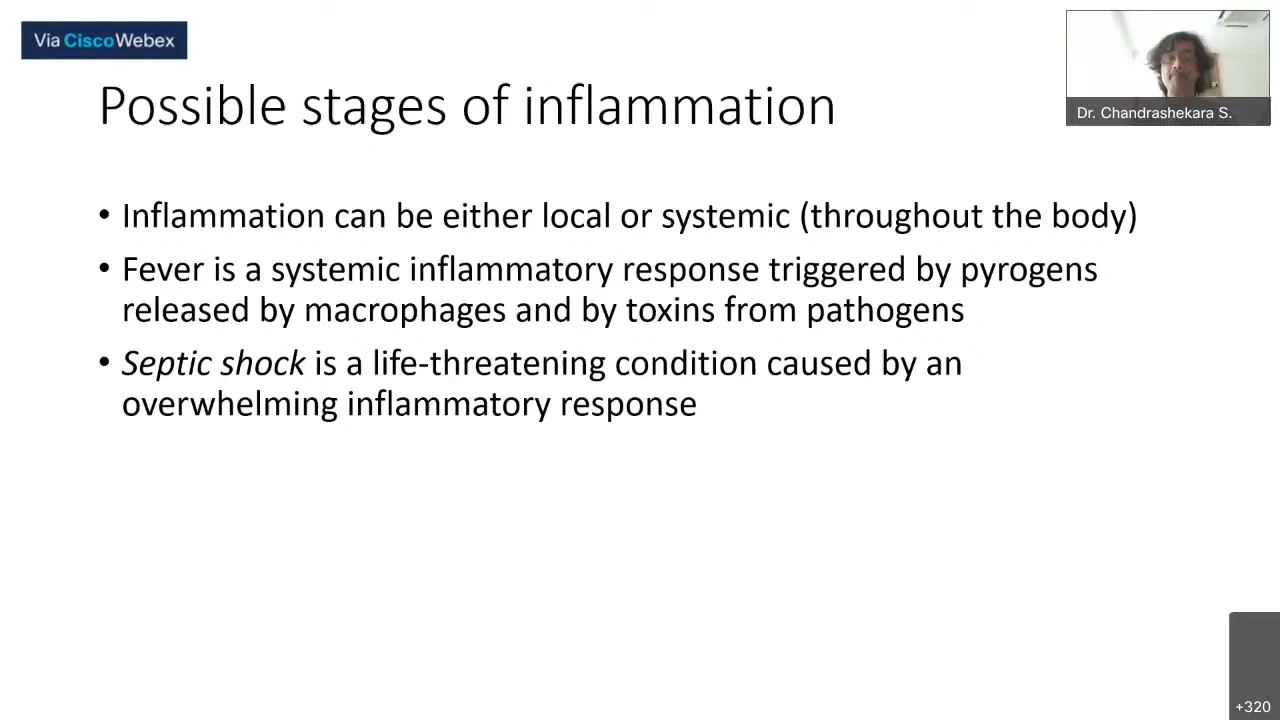 Via CiscoWebex
Possible stages of inflammation
Dr. Chandrashekara S.
• Inflammation can be either local or systemic (throughout the body)
• Fever is a systemic inflammatory response triggered by pyrogens
released by macrophages and by toxins from pathogens
• Septic shock is a life-threatening condition caused by an
overwhelming inflammatory response
+320